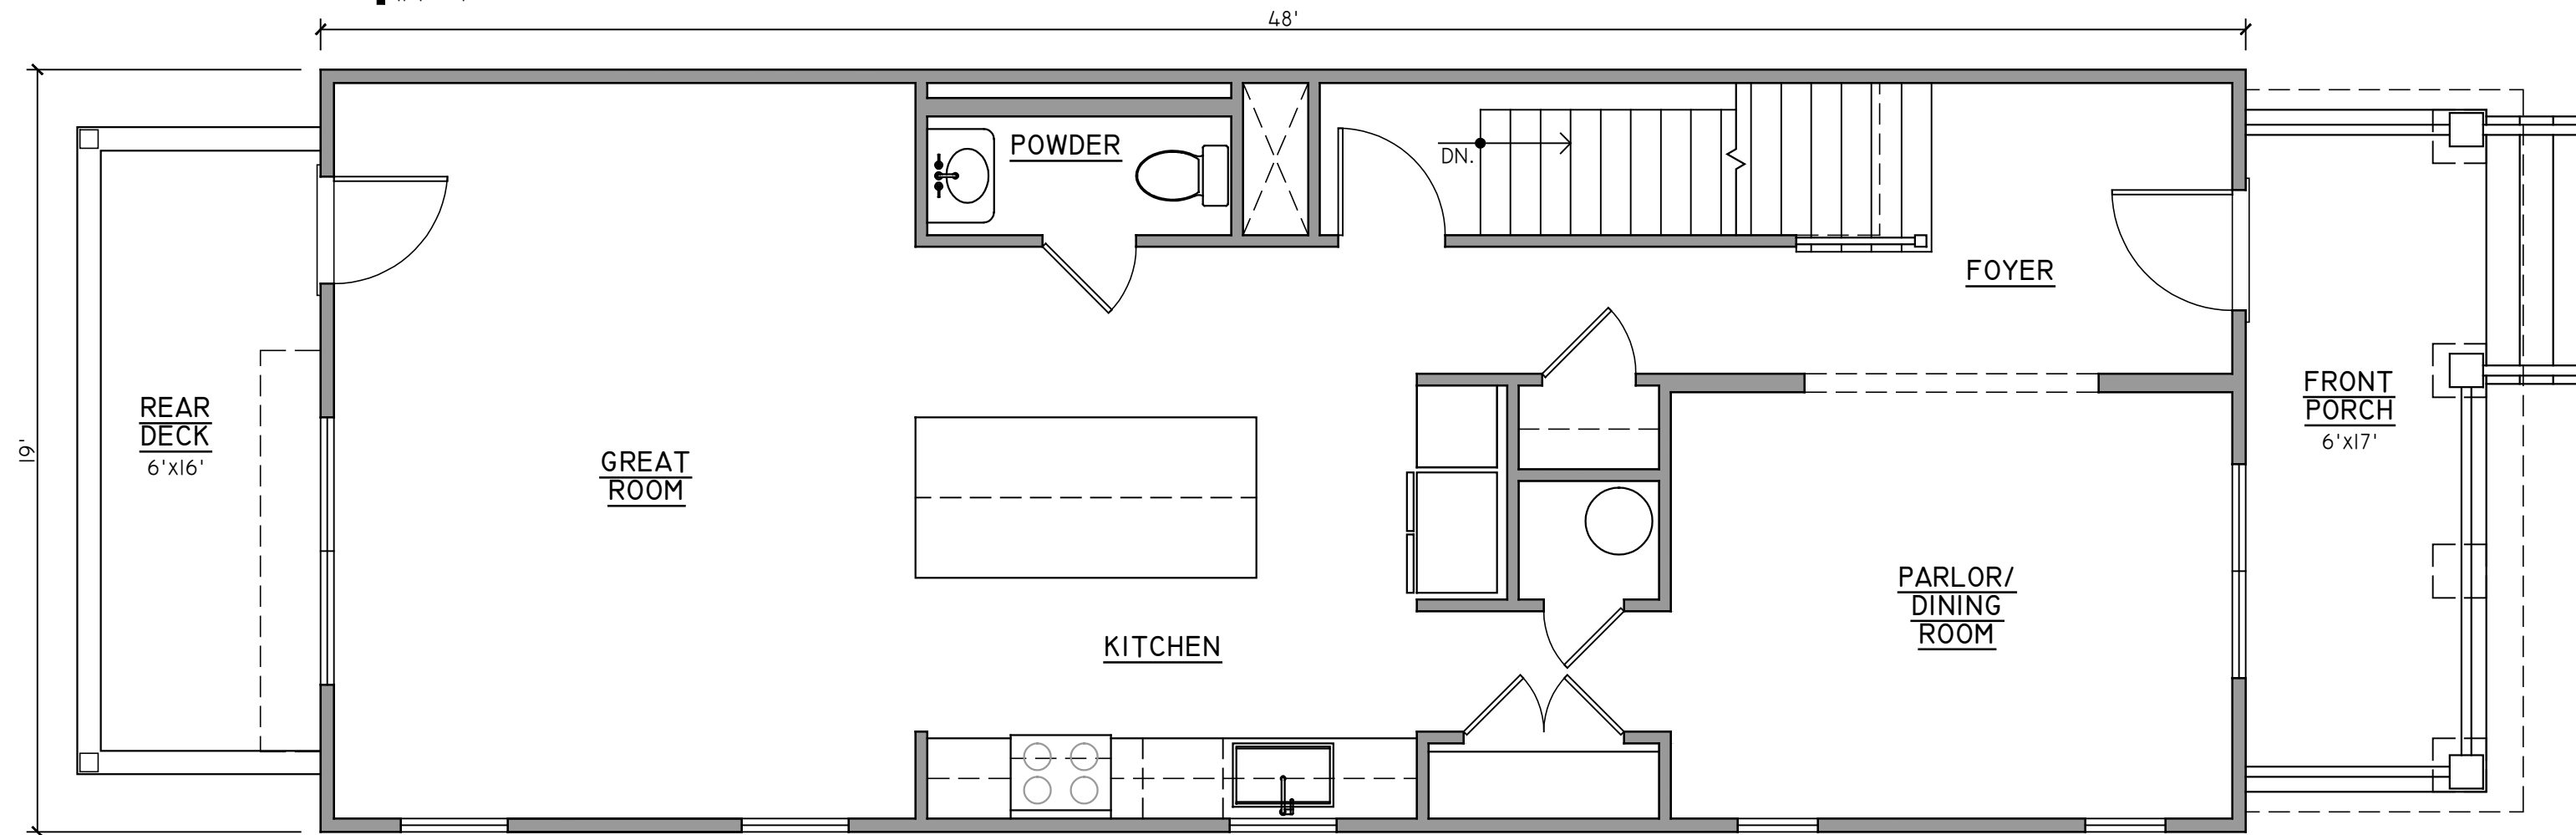 48'
POWDER
DN.
FOYER
REAR
DECK
6'x16'
19'
GREAT
ROOM
FRONT
PORCH
6'x17'
PARLOR/
DINING
ROOM
KITCHEN